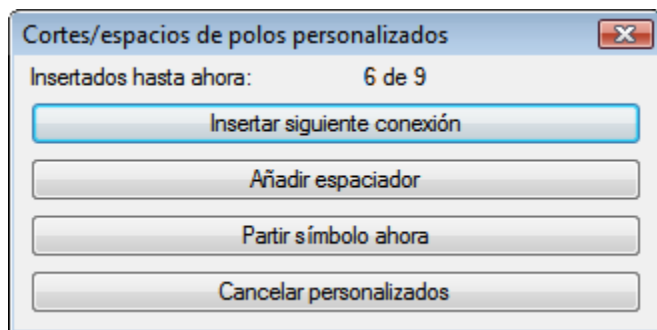 Cortes/espacios de polos personalizados
Insertados hasta ahora: 6 de 9
Insertar siguiente conexión
Añadir espaciador
Partir símbolo ahora
Cancelar personalizados